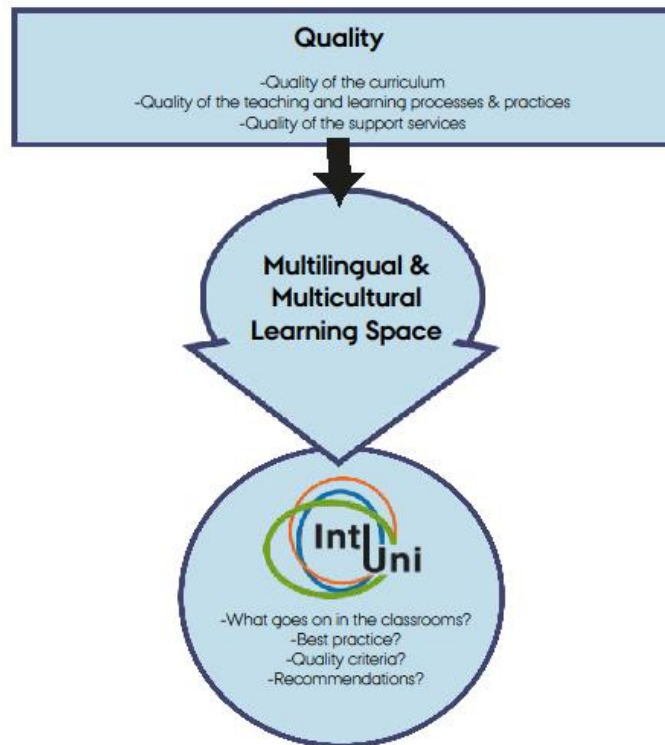 Quality
-Quality of the curriculum
-Quality of the teaching and learning processes & practices
-Quality of the support services
Multilingual &
Multicultural
Learning Space
Intl
Uni
-What goes on in the classrooms?
-Best practice?
-Quality criteria?
-Recommendations?